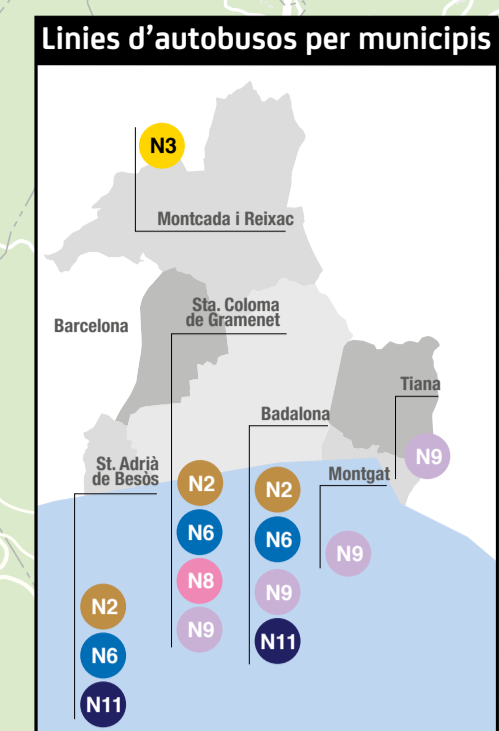 Linies d’autobusos per municipis
N3
Montcada i Reixac
Barcelona
Sta. Coloma
de Gramenet
Tiana
Badalona
N9
St. Adrià
de Besòs
Montgat
N2
N6
N8
N9
N2
N6
N9
N11
N9
N2
N6
N11